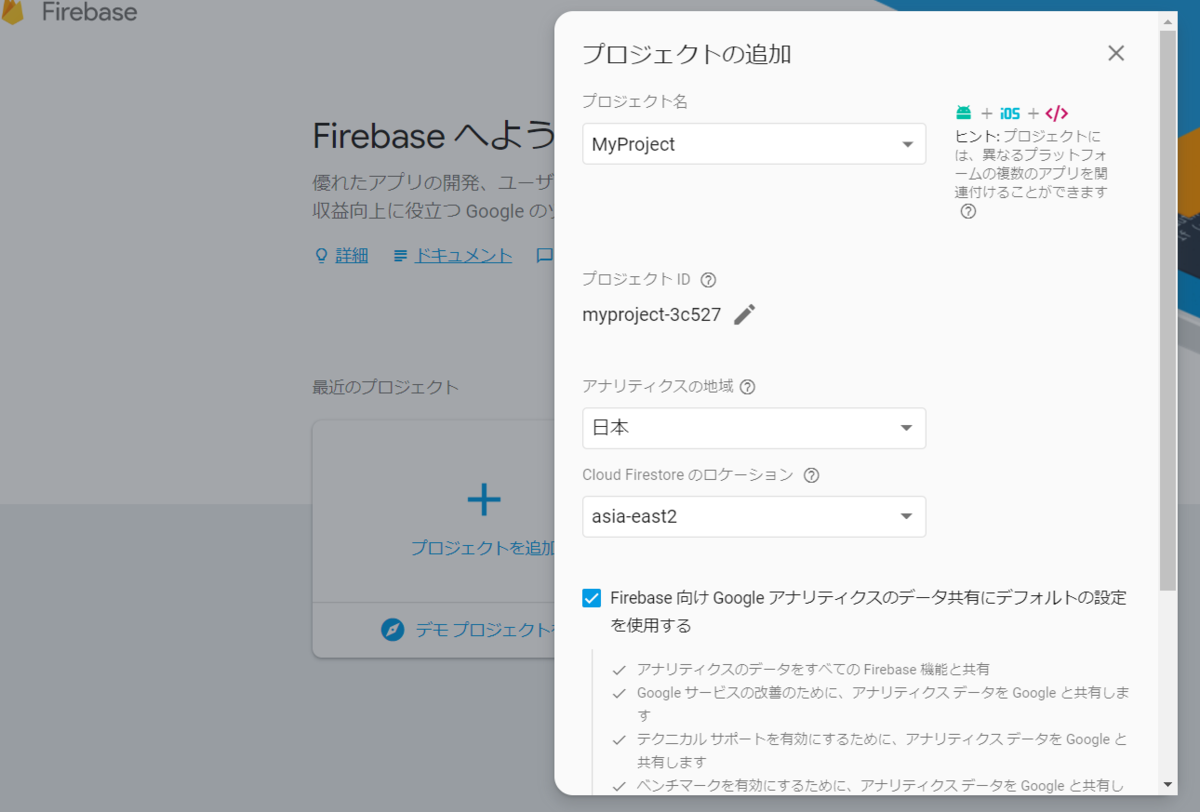 Firebase
Firebase へよう
優れたアプリの開発、ユーザ
収益向上に役立つ Google の
詳細
ドキュメント
最近のプロジェクト
プロジェクトを追加
デモ プロジェクト
プロジェクトの追加
プロジェクト名
MyProject
+ iOS + </>
ヒント: プロジェクトに
は、異なるプラットフォ
ームの複数のアプリを関
連付けることができます
?
プロジェクト ID ?
myproject-3c527
アナリティクスの地域 ?
日本
Cloud Firestore のロケーション ?
asia-east2
Firebase 向け Google アナリティクスのデータ共有にデフォルトの設定
を使用する
アナリティクスのデータをすべての Firebase 機能と共有
Google サービスの改善のために、アナリティクス データを Google と共有しま
す
テクニカル サポートを有効にするために、アナリティクス データを Google と
共有します
ベンチマークを有効にするために、アナリティクス データを Google と共有し